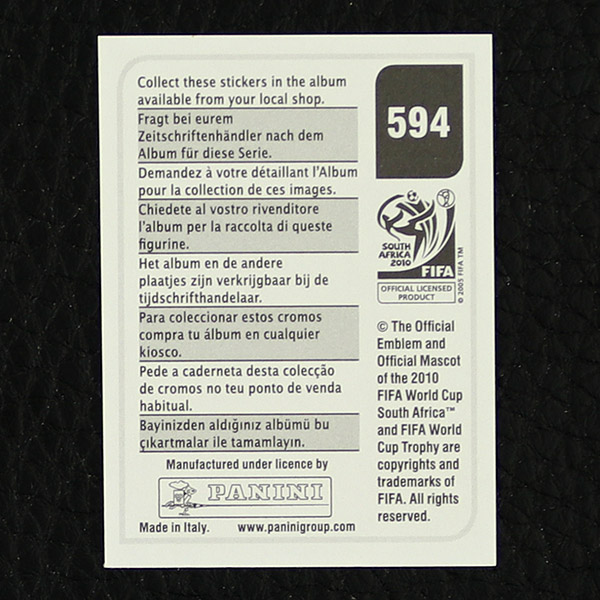 Collect these stickers in the album
available from your local shop.
Fragt bei eurem
Zeitschriftenhändler nach dem
Album für diese Serie.
Demandez à votre détaillant l'Album
pour la collection de ces images.
Chiedete al vostro rivenditore
l'album per la raccolta di queste
figurine.
Het album en de andere
plaatjes zijn verkrijgbaar bij de
tijdschrifthandelaar.
Para coleccionar estos cromos
compra tu álbum en cualquier
kiosco.
Pede a caderneta desta colecção
de cromos no teu ponto de venda
habitual.
Bayinizden aldığınız albümü bu
çıkartmalar ile tamamlayın.
Manufactured under licence by
PANINI
Made in Italy. www.paninigroup.com
594
SOUTH
AFRICA
2010
FIFA
OFFICIAL LICENSED
PRODUCT
© 2005 FIFA TM
© The Official
Emblem and
Official Mascot
of the 2010
FIFA World Cup
South Africa™
and FIFA World
Cup Trophy are
copyrights and
trademarks of
FIFA. All rights
reserved.